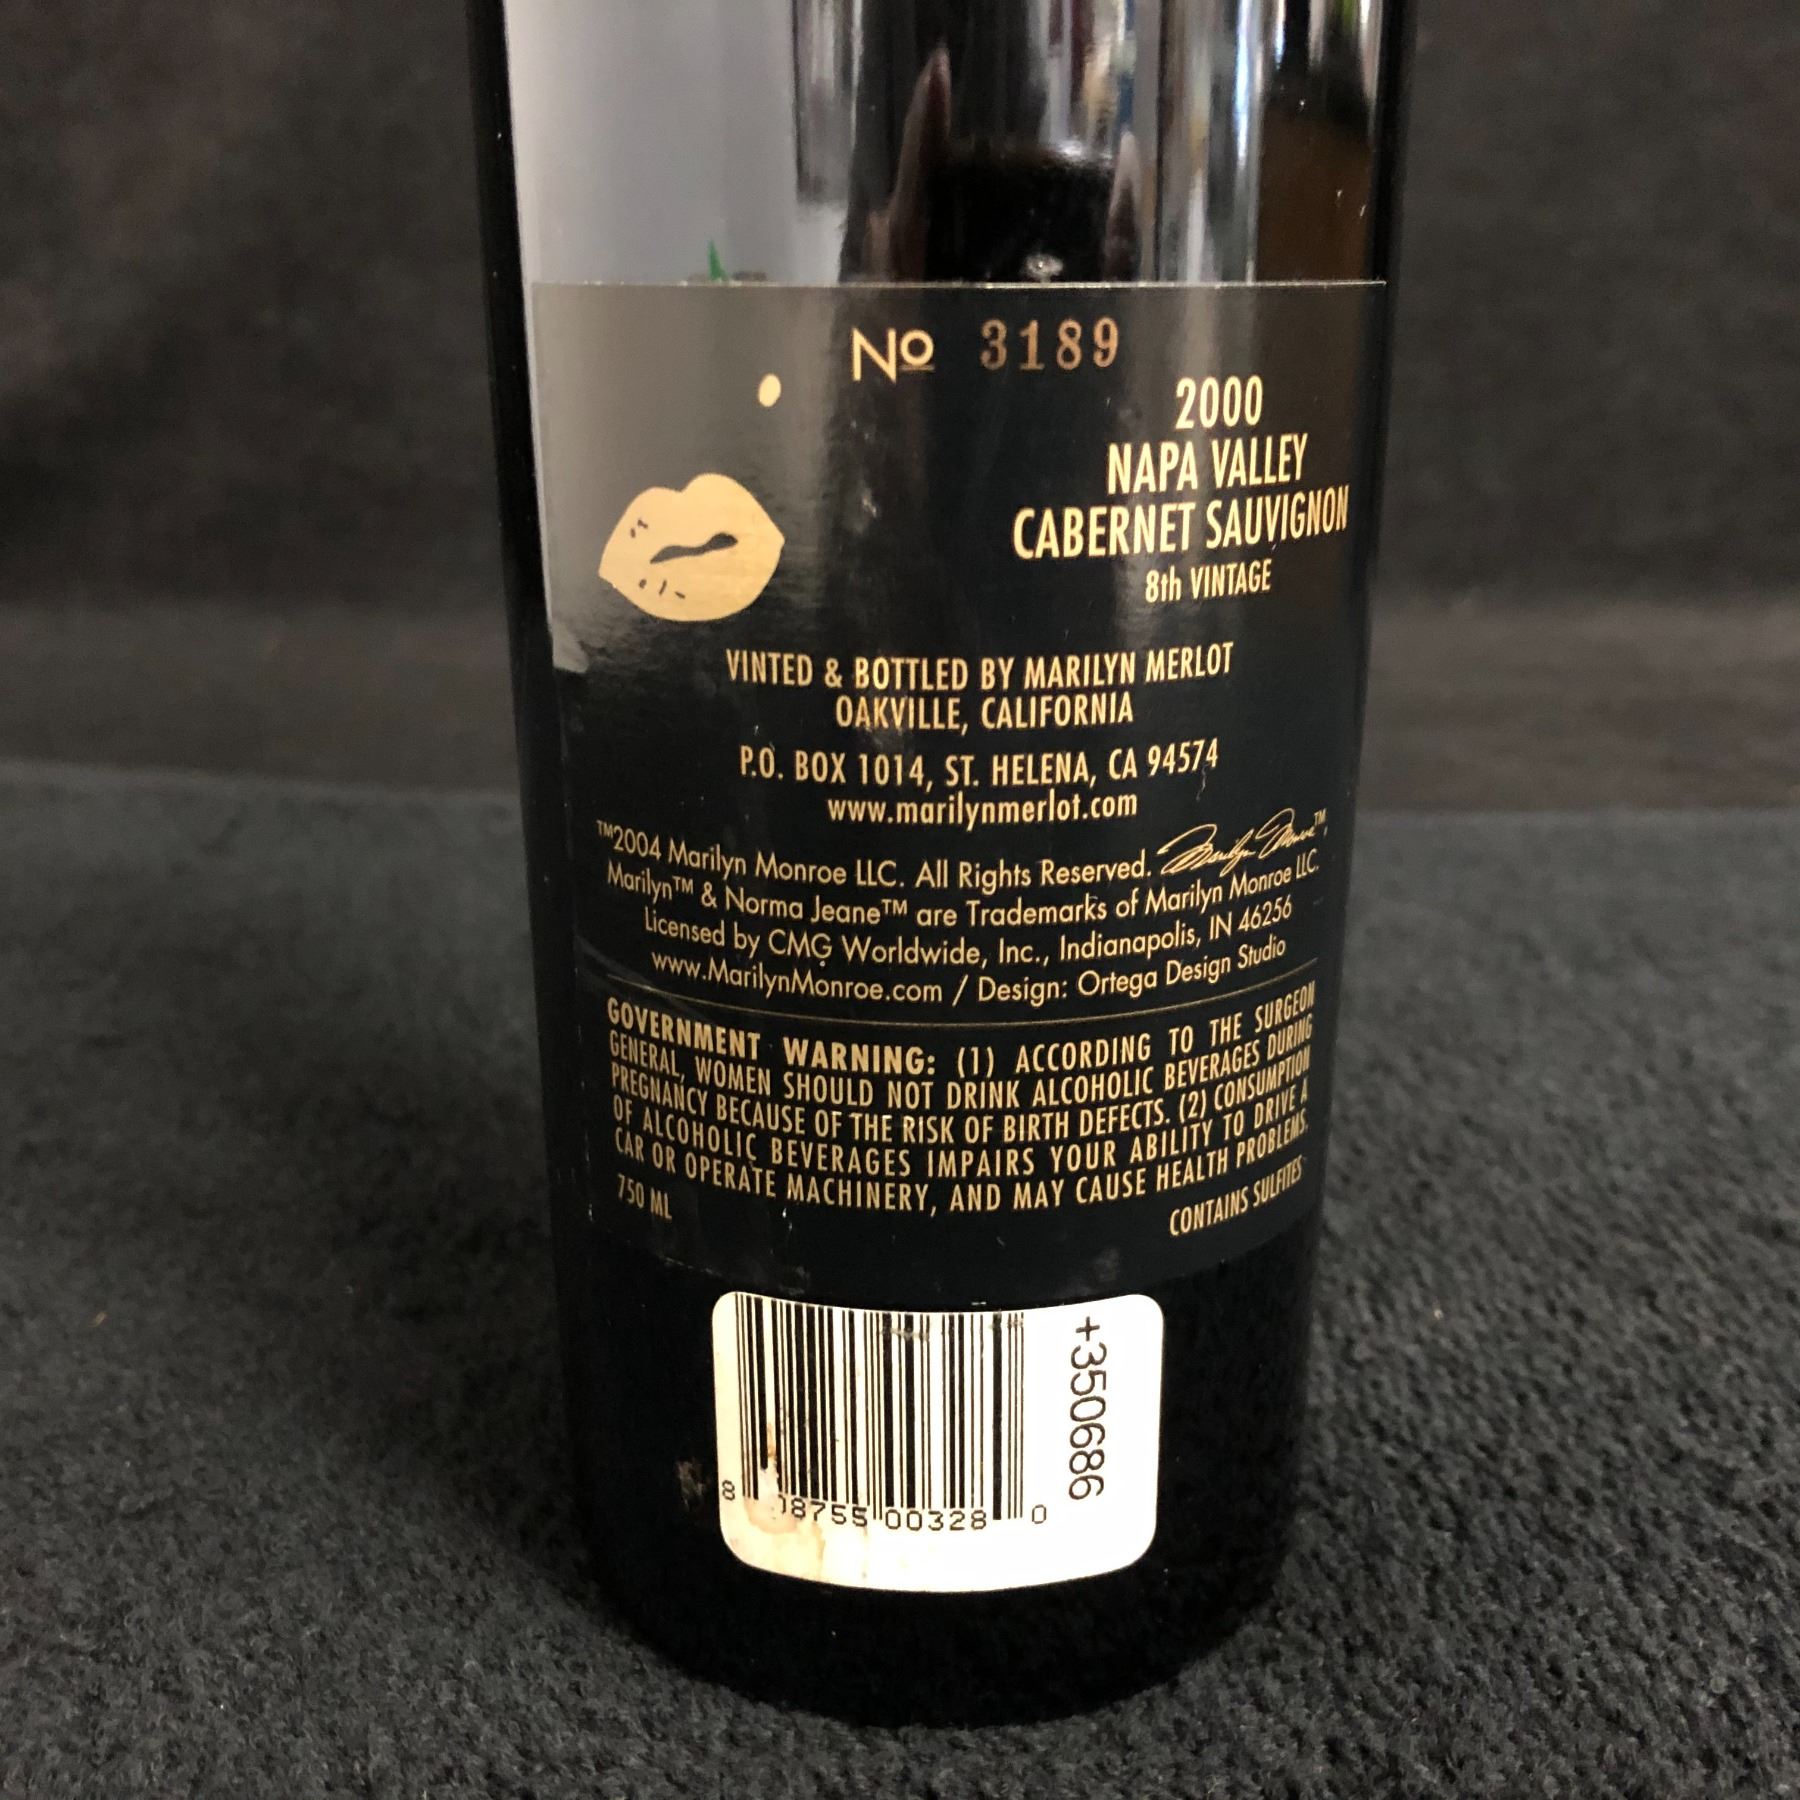 No 3189
2000
NAPA VALLEY
CABERNET SAUVIGNON
8th VINTAGE
VINTED & BOTTLED BY MARILYN MERLOT
OAKVILLE, CALIFORNIA
P.O. BOX 1014, ST. HELENA, CA 94574
www.marilynmerlot.com
™2004 Marilyn Monroe LLC. All Rights Reserved. Marilyn Monroe™,
Marilyn™ & Norma Jeane™ are Trademarks of Marilyn Monroe LLC.
Licensed by CMG Worldwide, Inc., Indianapolis, IN 46256
www.MarilynMonroe.com / Design: Ortega Design Studio
GOVERNMENT WARNING: (1) ACCORDING TO THE SURGEON
GENERAL, WOMEN SHOULD NOT DRINK ALCOHOLIC BEVERAGES DURING
PREGNANCY BECAUSE OF THE RISK OF BIRTH DEFECTS. (2) CONSUMPTION
OF ALCOHOLIC BEVERAGES IMPAIRS YOUR ABILITY TO DRIVE A
CAR OR OPERATE MACHINERY, AND MAY CAUSE HEALTH PROBLEMS.
750 ML
CONTAINS SULFITES
+350686
8 8755 00328 0